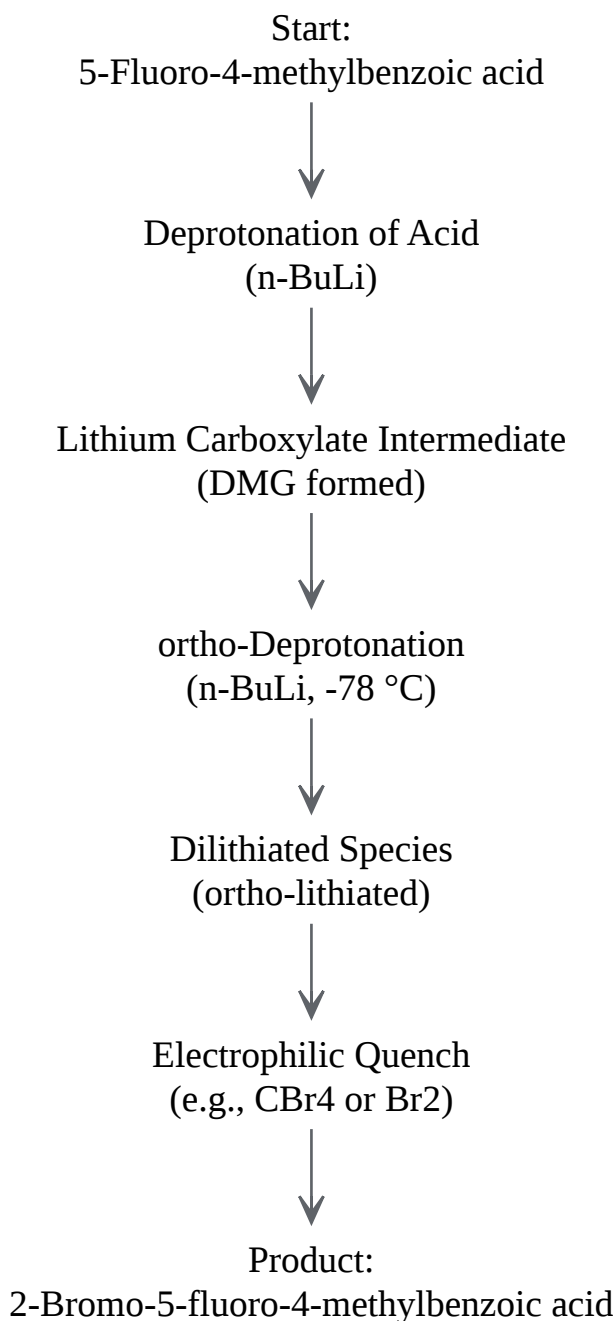 Start:
5-Fluoro-4-methylbenzoic acid
Deprotonation of Acid
(n-BuLi)
Lithium Carboxylate Intermediate
(DMG formed)
ortho-Deprotonation
(n-BuLi, -78 °C)
Dilithiated Species
(ortho-lithiated)
Electrophilic Quench
(e.g., CBr4 or Br2)
Product:
2-Bromo-5-fluoro-4-methylbenzoic acid